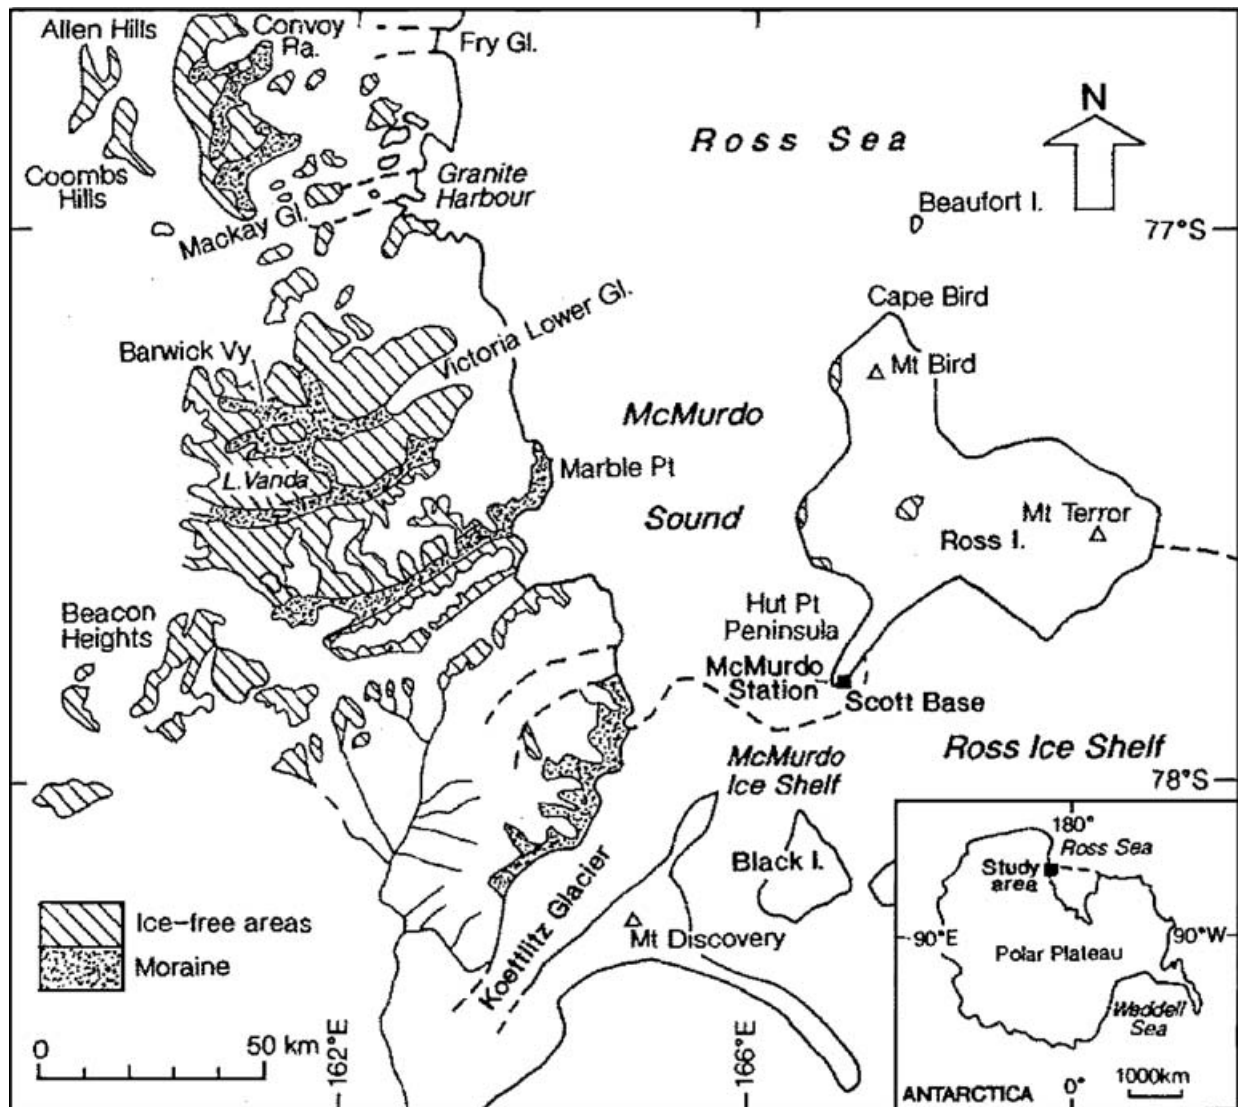 Allen Hills
Convoy
Ra.
Fry Gl.
N
Ross Sea
Coombs
Hills
Granite
Harbour
Mackay Gl.
Beaufort I.
77°S
Cape Bird
Victoria Lower Gl.
Barwick Vy
Mt Bird
McMurdo
Marble Pt
L.Vanda
Sound
Mt Terror
Ross I.
Beacon
Heights
Hut Pt
Peninsula
McMurdo
Station
Scott Base
Ross Ice Shelf
McMurdo
Ice Shelf
78°S
Black I.
Koettlitz Glacier
Mt Discovery
Ice-free areas
Moraine
0 50 km
162°E
166°E
180°
Ross Sea
Study
area
90°E
90°W
Polar Plateau
Weddell
Sea
ANTARCTICA
0°
1000km